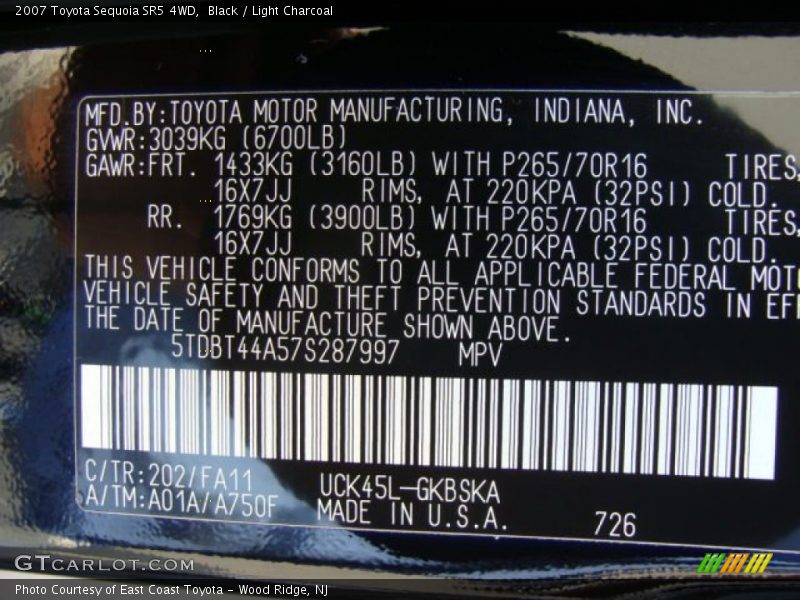 2007 Toyota Sequoia SR5 4WD,  Black / Light Charcoal
MFD.BY:TOYOTA MOTOR MANUFACTURING, INDIANA, INC.
GVWR:3039KG (6700LB)
GAWR:FRT. 1433KG (3160LB) WITH P265/70R16 TIRES,
16X7JJ RIMS, AT 220KPA (32PSI) COLD.
RR. 1769KG (3900LB) WITH P265/70R16 TIRES,
16X7JJ RIMS, AT 220KPA (32PSI) COLD.
THIS VEHICLE CONFORMS TO ALL APPLICABLE FEDERAL MOT
VEHICLE SAFETY AND THEFT PREVENTION STANDARDS IN EF
THE DATE OF MANUFACTURE SHOWN ABOVE.
5TDBT44A57S287997 MPV
C/TR:202/FA11 UCK45L-GKBSKA
A/TM:A01A/A750F MADE IN U.S.A. 726
GTCARLOT.COM
Photo Courtesy of East Coast Toyota - Wood Ridge, NJ